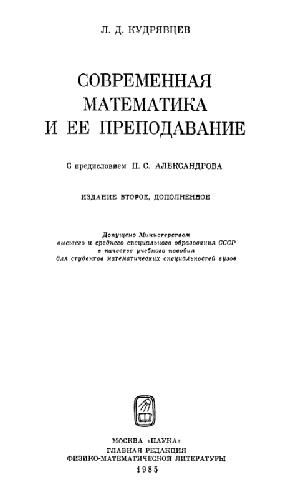 Л. Д. КУДРЯВЦЕВ
СОВРЕМЕННАЯ
МАТЕМАТИКА
И ЕЕ ПРЕПОДАВАНИЕ
С предисловием П. С. АЛЕКСАНДРОВА
ИЗДАНИЕ ВТОРОЕ, ДОПОЛНЕННОЕ
Допущено Министерством
высшего и среднего специального образования СССР
в качестве учебного пособия
для студентов математических специальностей вузов
МОСКВА «НАУКА»
ГЛАВНАЯ РЕДАКЦИЯ
ФИЗИКО-МАТЕМАТИЧЕСКОЙ ЛИТЕРАТУРЫ
1985